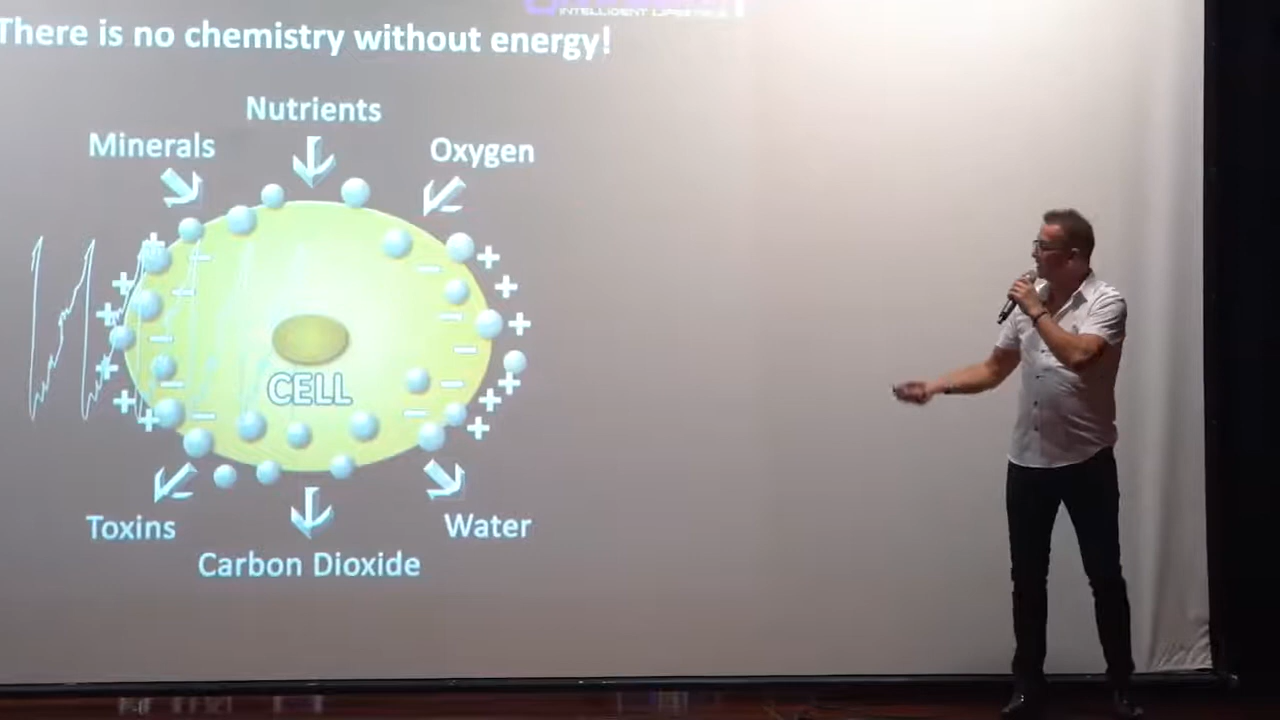 INTELLIGENT LIFESTYLE
There is no chemistry without energy!
Nutrients
Minerals
Oxygen
CELL
Toxins
Water
Carbon Dioxide